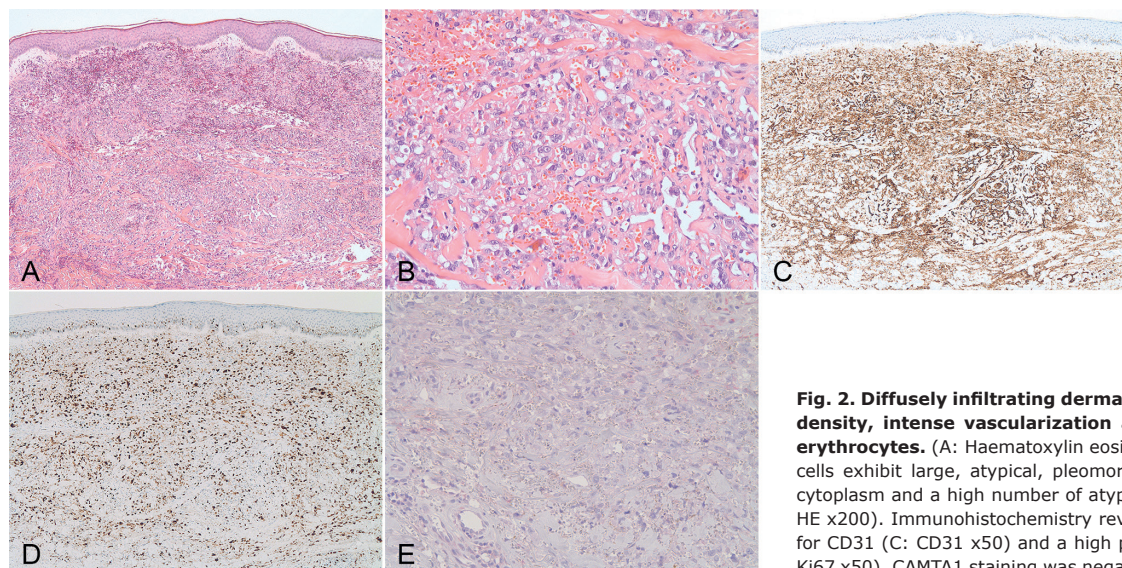 A
B
C
D
E
Fig. 2. Diffusely infiltrating derma
density, intense vascularization
erythrocytes. (A: Haematoxylin eosi
cells exhibit large, atypical, pleomor
cytoplasm and a high number of atyp
HE x200). Immunohistochemistry rev
for CD31 (C: CD31 x50) and a high p
Ki67 x50). CAMTA1 staining was nega